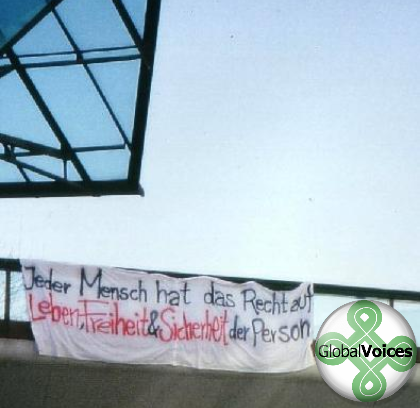 Jeder Mensch hat das Recht auf
Leben, Freiheit & Sicherheit der Person
GlobalVoices